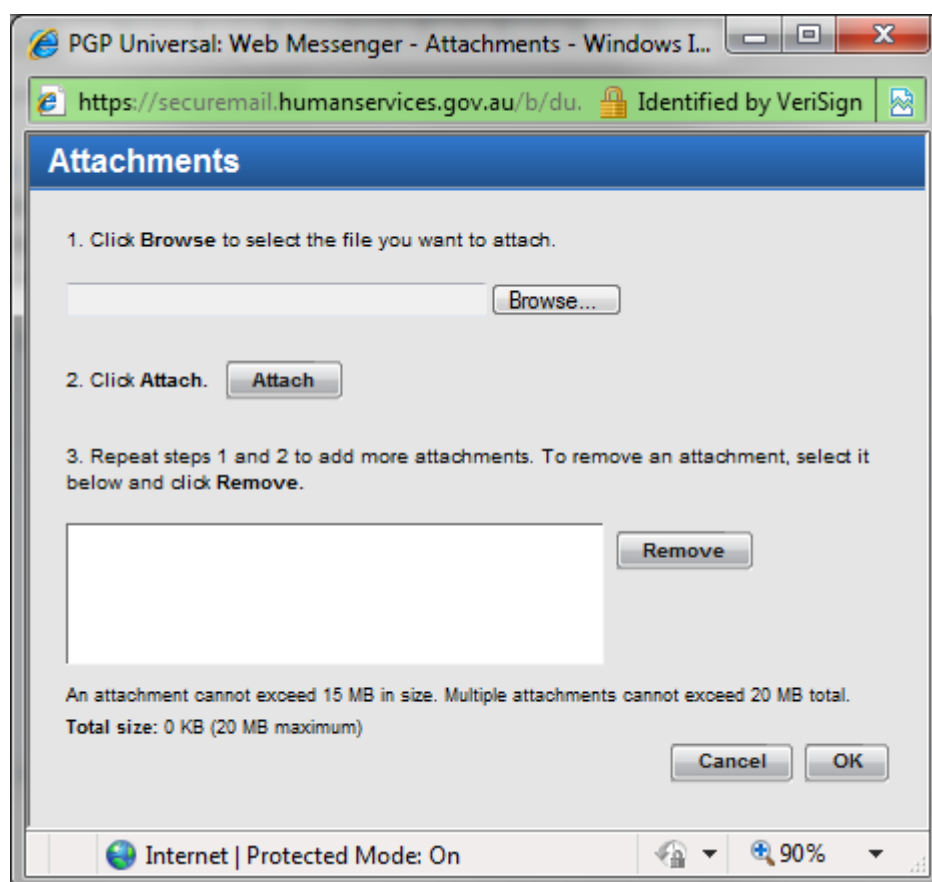 PGP Universal: Web Messenger - Attachments - Windows I...
https://securemail.humanservices.gov.au/b/du. Identified by VeriSign
Attachments
1. Click Browse to select the file you want to attach.
Browse...
2. Click Attach. Attach
3. Repeat steps 1 and 2 to add more attachments. To remove an attachment, select it
below and click Remove.
Remove
An attachment cannot exceed 15 MB in size. Multiple attachments cannot exceed 20 MB total.
Total size: 0 KB (20 MB maximum)
Cancel OK
Internet | Protected Mode: On 90%